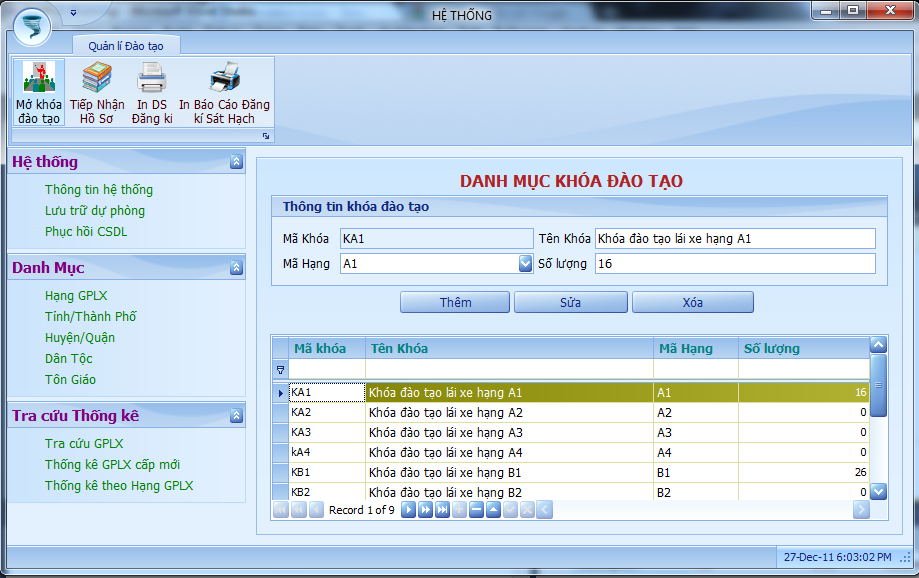 HỆ THỐNG
Quản lí Đào tạo
Mở khóa đào tạo
Tiếp Nhận Hồ Sơ
In DS Đăng kí
In Báo Cáo Đăng kí Sát Hạch
Hệ thống
Thông tin hệ thống
Lưu trữ dự phòng
Phục hồi CSDL
Danh Mục
Hạng GPLX
Tỉnh/Thành Phố
Huyện/Quận
Dân Tộc
Tôn Giáo
Tra cứu Thống kê
Tra cứu GPLX
Thống kê GPLX cấp mới
Thống kê theo Hạng GPLX
DANH MỤC KHÓA ĐÀO TẠO
Thông tin khóa đào tạo
Mã Khóa KA1 Tên Khóa Khóa đào tạo lái xe hạng A1
Mã Hạng A1 Số lượng 16
Thêm Sửa Xóa
Mã khóa Tên Khóa Mã Hạng Số lượng
KA1 Khóa đào tạo lái xe hạng A1 A1 16
KA2 Khóa đào tạo lái xe hạng A2 A2 0
KA3 Khóa đào tạo lái xe hạng A3 A3 0
kA4 Khóa đào tạo lái xe hạng A4 A4 0
KB1 Khóa đào tạo lái xe hạng B1 B1 26
KB2 Khóa đào tạo lái xe hạng B2 B2 0
Record 1 of 9
27-Dec-11 6:03:02 PM